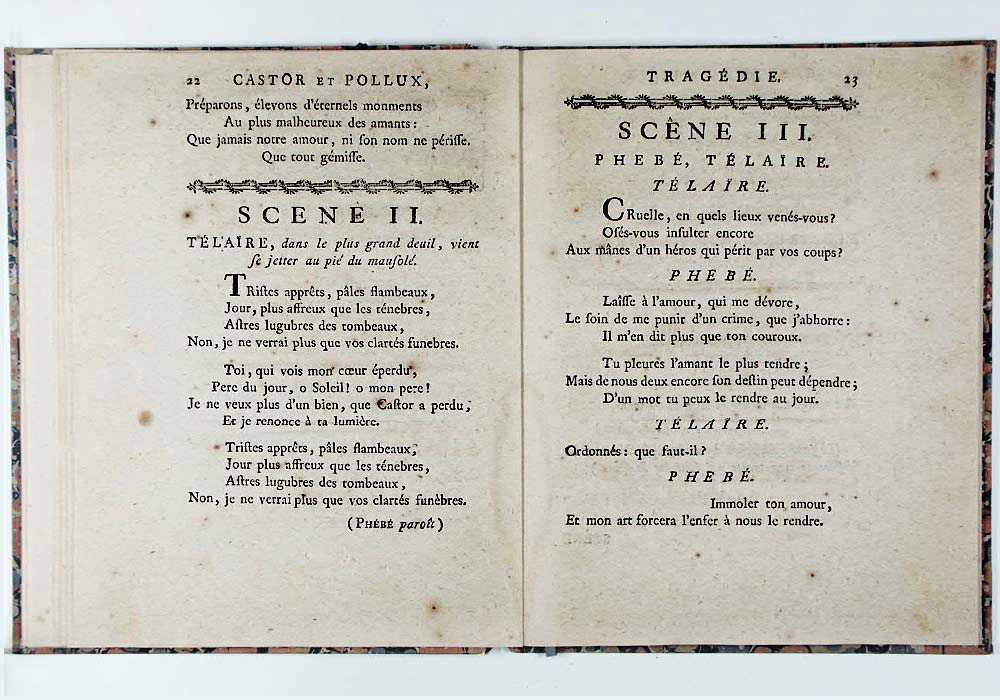 22 CASTOR ET POLLUX,
Préparons, élevons d'éternels monments
Au plus malheureux des amants :
Que jamais notre amour, ni ſon nom ne périſſe.
Que tout gémiſſe.
SCENE II.
TÉLAÏRE, dans le plus grand deuil, vient
ſe jetter au pié du mauſolé.
TRiſtes apprêts, pâles flambeaux,
Jour, plus affreux que les ténebres,
Aſtres lugubres des tombeaux,
Non, je ne verrai plus que vos clartés funebres.
Toi, qui vois mon cœur éperdu,
Pere du jour, o Soleil! o mon pere!
Je ne veux plus d'un bien, que Caſtor a perdu,
Et je renonce à ta lumière.
Triſtes apprêts, pâles flambeaux,
Jour plus affreux que les ténebres,
Aſtres lugubres des tombeaux,
Non, je ne verrai plus que vos clartés funèbres.
(PHÉBÉ paroît)
TRAGÉDIE. 23
SCÈNE III.
PHEBÉ, TÉLAÏRE.
TÉLAÏRE.
CRuelle, en quels lieux venés-vous?
Oſés-vous inſulter encore
Aux mânes d'un héros qui périt par vos coups?
PHEBÉ.
Laîſſe à l'amour, qui me dévore,
Le ſoin de me punir d'un crime, que j'abhorre :
Il m'en dit plus que ton couroux.
Tu pleures l'amant le plus tendre ;
Mais de nous deux encore ſon deſtin peut dépendre ;
D'un mot tu peux le rendre au jour.
TÉLAÏRE.
Ordonnés : que faut-il ?
PHEBÉ.
Immoler ton amour,
Et mon art forcera l'enfer à nous le rendre.